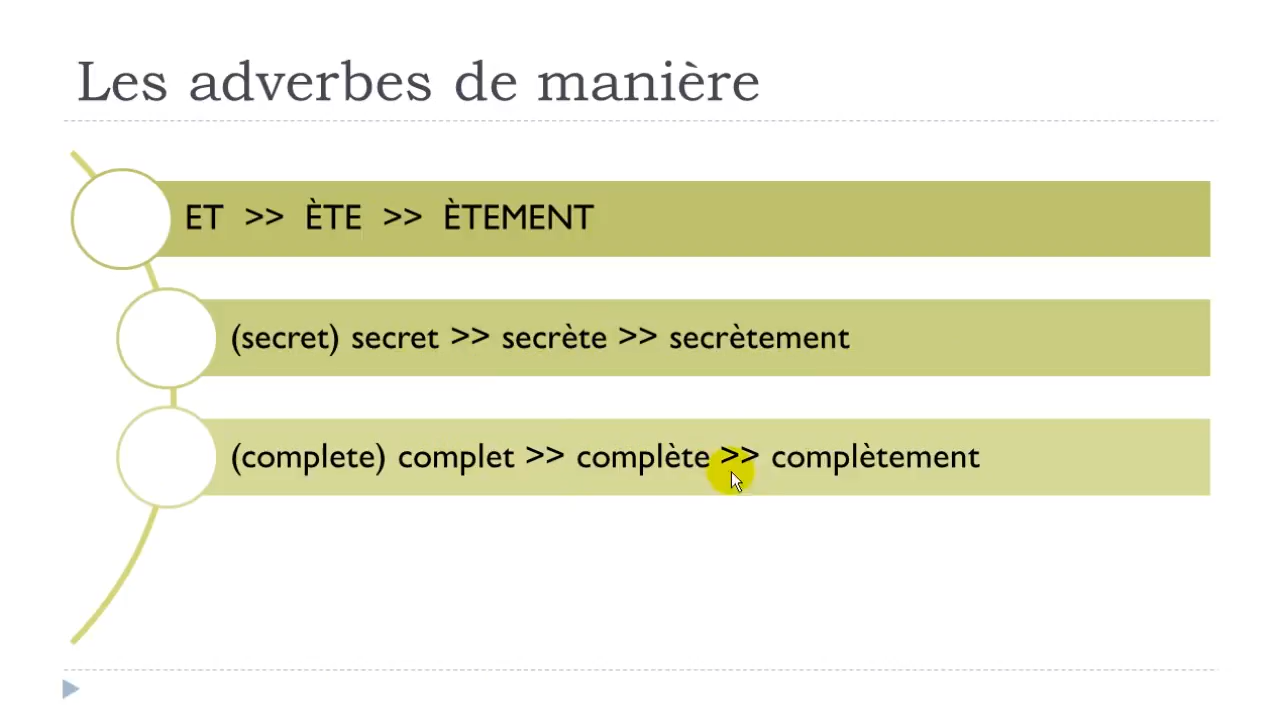 Les adverbes de manière
ET >> ÈTE >> ÈTEMENT
(secret) secret >> secrète >> secrètement
(complete) complet >> complète >> complètement